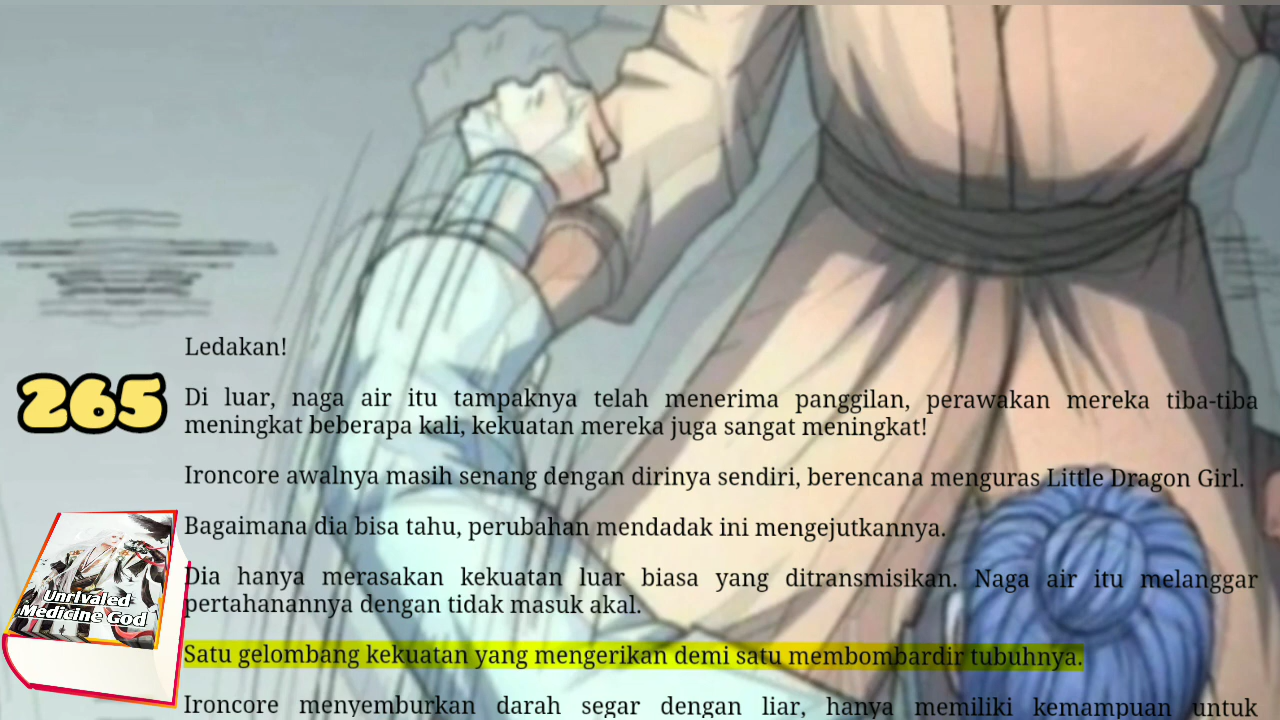 Ledakan!
265
Di luar, naga air itu tampaknya telah menerima panggilan, perawakan mereka tiba-tiba
meningkat beberapa kali, kekuatan mereka juga sangat meningkat!
Ironcore awalnya masih senang dengan dirinya sendiri, berencana menguras Little Dragon Girl.
Bagaimana dia bisa tahu, perubahan mendadak ini mengejutkannya.
Dia hanya merasakan kekuatan luar biasa yang ditransmisikan. Naga air itu melanggar
pertahanannya dengan tidak masuk akal.
Unrivaled
Medicine God
Satu gelombang kekuatan yang mengerikan demi satu membombardir tubuhnya.
Ironcore menyemburkan darah segar dengan liar, hanya memiliki kemampuan untuk